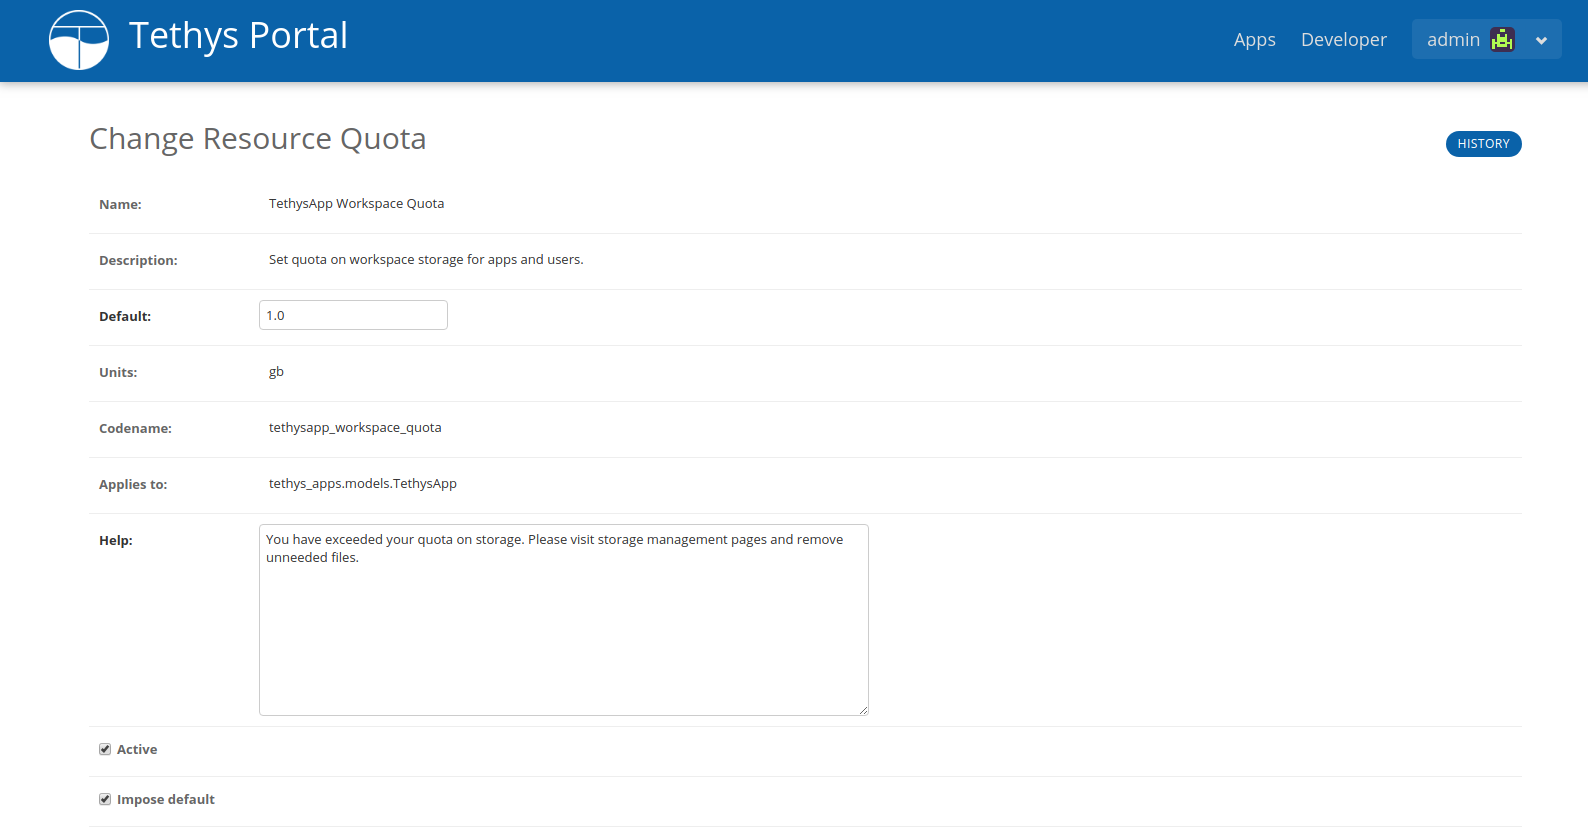 Tethys Portal
Apps Developer admin
Change Resource Quota
HISTORY
Name: TethysApp Workspace Quota
Description: Set quota on workspace storage for apps and users.
Default: 1.0
Units: gb
Codename: tethysapp_workspace_quota
Applies to: tethys_apps.models.TethysApp
Help: You have exceeded your quota on storage. Please visit storage management pages and remove
unneeded files.
Active
Impose default